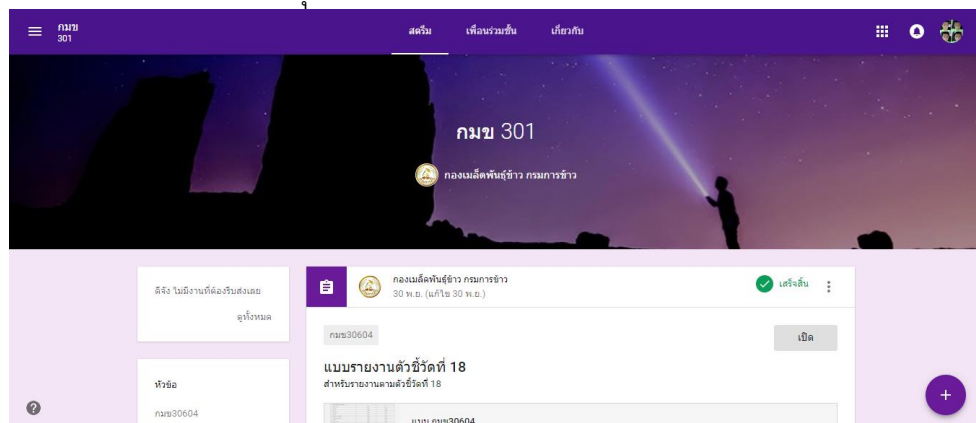 กมข
301
สตรีม
เพื่อนร่วมชั้น
เกี่ยวกับ
กมข 301
กองเมล็ดพันธุ์ข้าว กรมการข้าว
ดีจัง ไม่มีงานที่ต้องรีบส่งเลย
ดูทั้งหมด
หัวข้อ
กมข30604
กองเมล็ดพันธุ์ข้าว กรมการข้าว
30 พ.ย. (แก้ไข 30 พ.ย.)
เสร็จสิ้น
กมข30604
เปิด
แบบรายงานตัวชี้วัดที่ 18
สำหรับรายงานตามตัวชี้วัดที่ 18
แบบ กมข30604